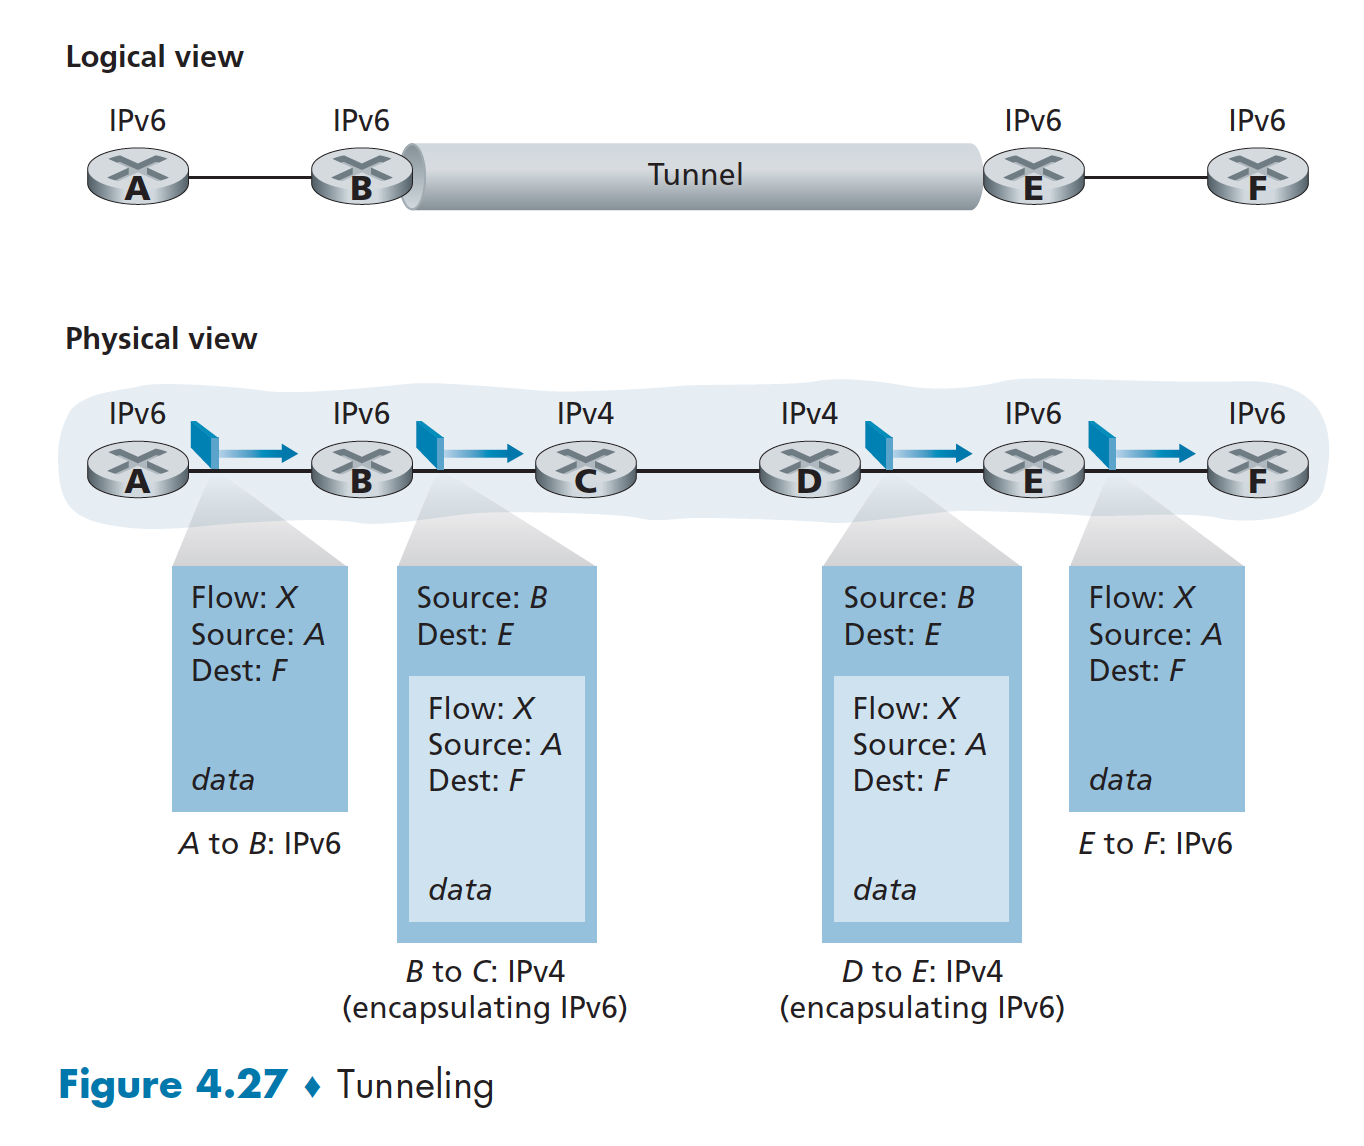 Logical view
IPv6
IPv6
IPv6
IPv6
A
B
Tunnel
E
F
Physical view
IPv6
IPv6
IPv4
IPv4
IPv6
IPv6
A
B
C
D
E
F
Flow: X
Source: A
Dest: F
data
A to B: IPv6
Source: B
Dest: E
Flow: X
Source: A
Dest: F
data
B to C: IPv4
(encapsulating IPv6)
Source: B
Dest: E
Flow: X
Source: A
Dest: F
data
D to E: IPv4
(encapsulating IPv6)
Flow: X
Source: A
Dest: F
data
E to F: IPv6
Figure 4.27 ♦ Tunneling